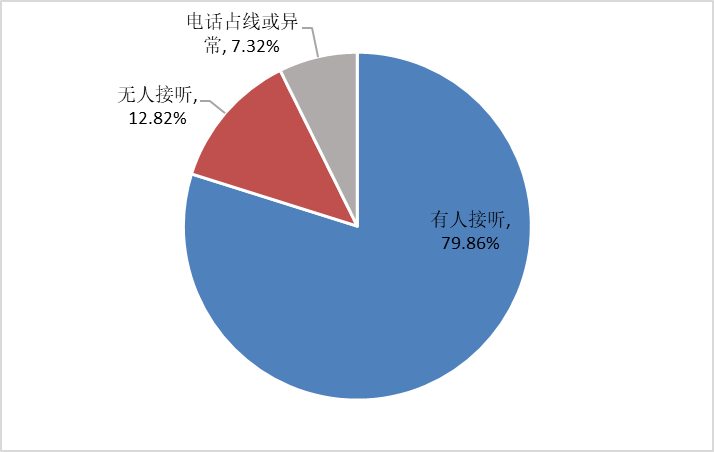 电话占线或异
常, 7.32%
无人接听,
12.82%
有人接听,
79.86%